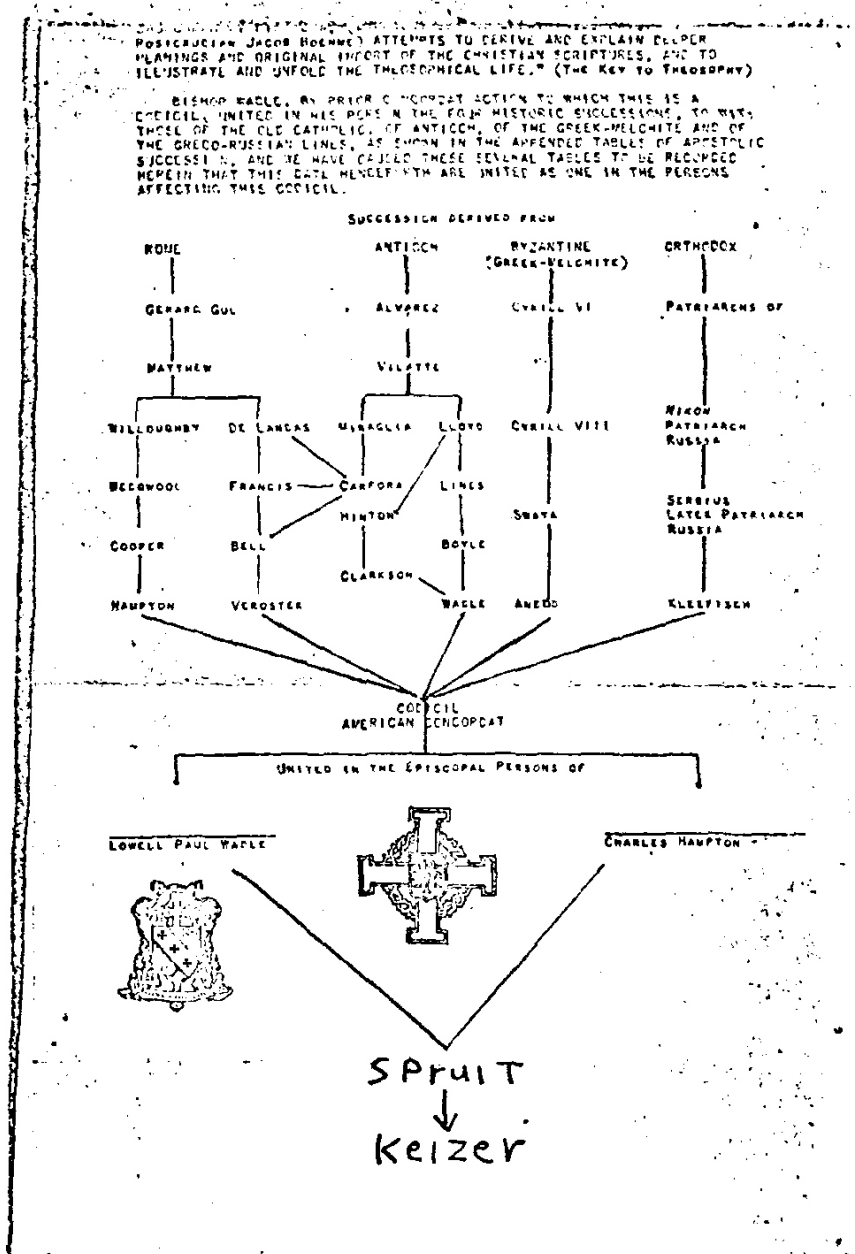 ROSICRUCIAN JACOB BOEHME) ATTEMPTS TO DERIVE AND EXPLAIN DEEPER
MEANINGS AND ORIGINAL IMPORT OF THE CHRISTIAN SCRIPTURES, AND TO
ILLUSTRATE AND UNFOLD THE THEOSOPHICAL LIFE." (THE KEY TO THEOSOPHY)
BISHOP WADLE, BY PRIOR CONCORDAT ACTION TO WHICH THIS IS A
CODICIL, UNITED IN HIS PERSON THE FOUR HISTORIC SUCCESSIONS, TO WIT:
THOSE OF THE OLD CATHOLIC, OF ANTIOCH, OF THE GREEK-MELCHITE AND OF
THE GRECO-RUSSIAN LINES, AS SHOWN IN THE APPENDED TABLES OF APOSTOLIC
SUCCESSION, AND WE HAVE CAUSED THESE SEVERAL TABLES TO BE RECORDED
HEREIN THAT THIS DATE HENCEFORTH ARE UNITED AS ONE IN THE PERSONS
AFFECTING THIS CODICIL.
SUCCESSION DERIVED FROM
ROME ANTIOCH BYZANTINE ORTHODOX
(GREEK-MELCHITE)
GERARD GUL ALVAREZ CYRILL VI PATRIARCHS OF
MATTHEW VILATTE
WILLOUGHBY DE LANDAS MIRAGLIA LLOYD CYRILL VIII NIKON
PATRIARCH
RUSSIA
WEDGWOOD FRANCIS CARFORA LINES
HINTON SERGIUS
LATER PATRIARCH
RUSSIA
COOPER BELL BOYLE
CLARKSON
HAMPTON VEROSTEK WADLE ANEED KLEEFISCH
CODICIL
AMERICAN CONCORDAT
UNITED IN THE EPISCOPAL PERSONS OF
LOWELL PAUL WADLE CHARLES HAMPTON
SPruiT
↓
Keizer